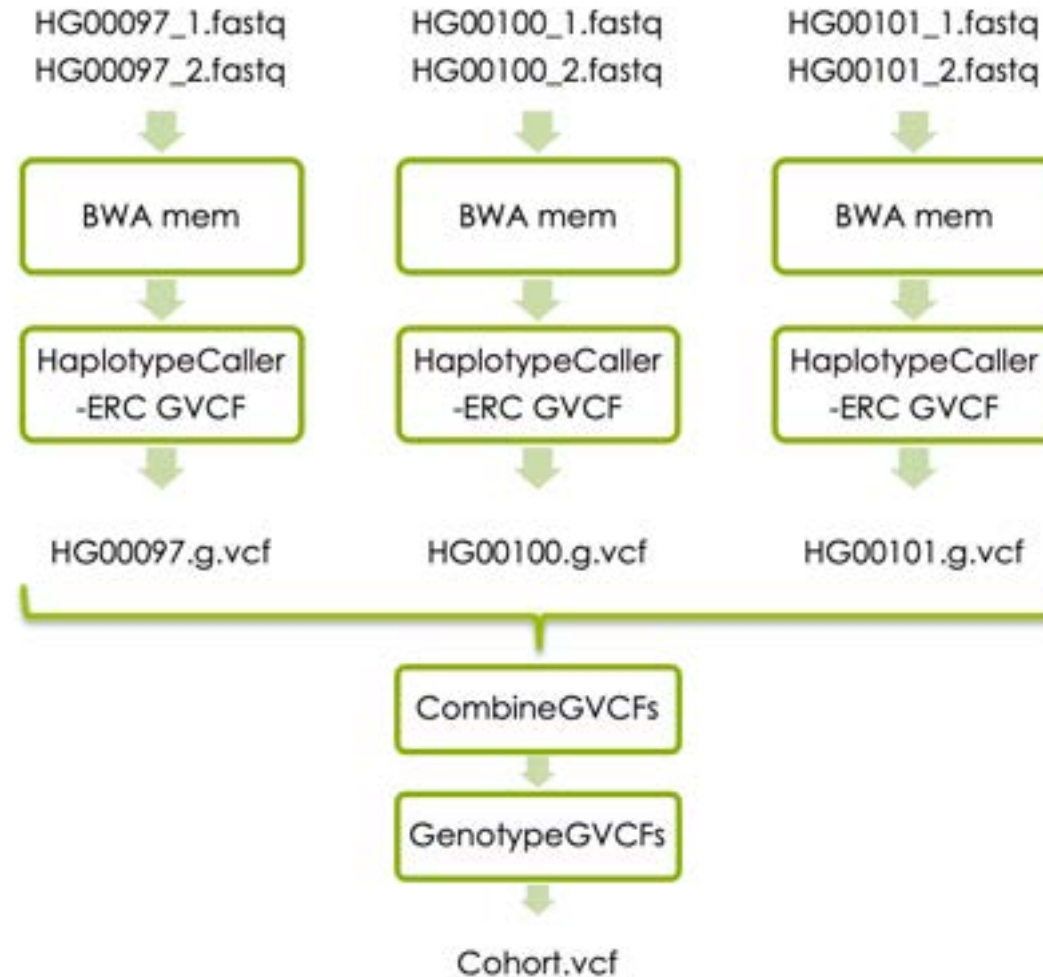 HG00097_1.fastq
HG00097_2.fastq
HG00100_1.fastq
HG00100_2.fastq
HG00101_1.fastq
HG00101_2.fastq
BWA mem
BWA mem
BWA mem
HaplotypeCaller
-ERC GVCF
HaplotypeCaller
-ERC GVCF
HaplotypeCaller
-ERC GVCF
HG00097.g.vcf
HG00100.g.vcf
HG00101.g.vcf
CombineGVCFs
GenotypeGVCFs
Cohort.vcf